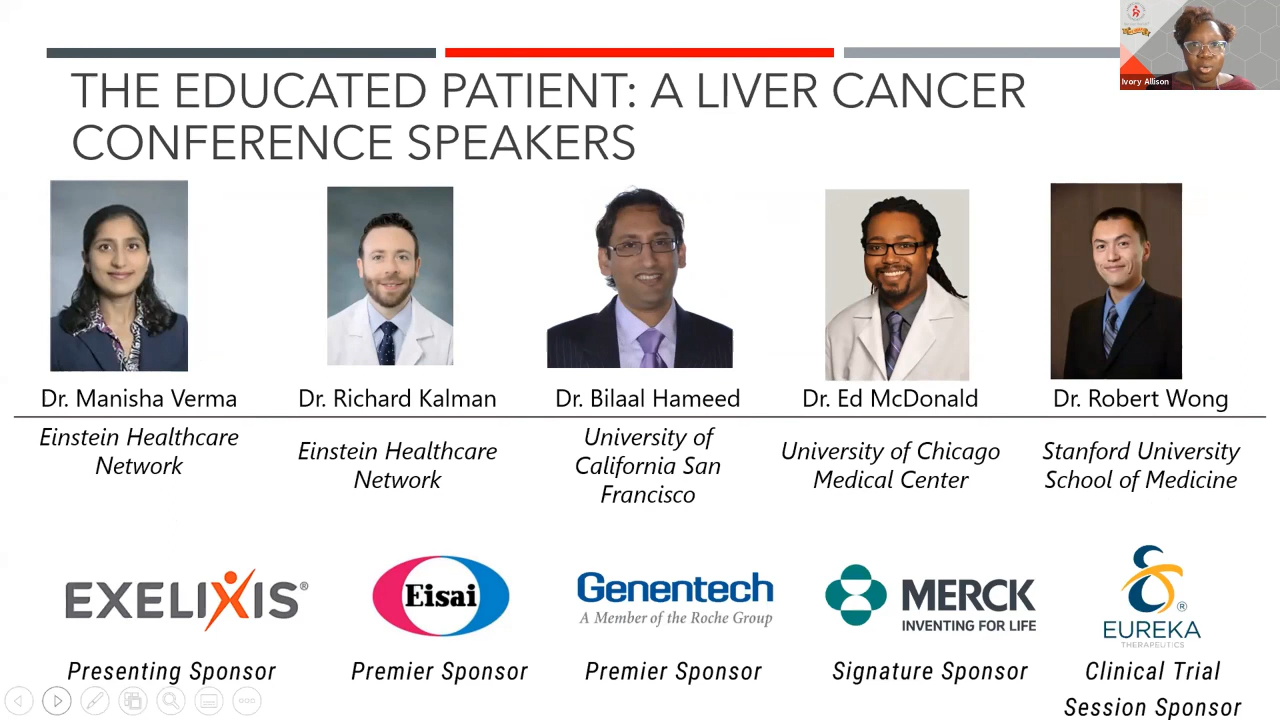 Ivory Allison
THE EDUCATED PATIENT: A LIVER CANCER
CONFERENCE SPEAKERS
Dr. Manisha Verma
Dr. Richard Kalman
Dr. Bilaal Hameed
Dr. Ed McDonald
Dr. Robert Wong
Einstein Healthcare
Network
Einstein Healthcare
Network
University of
California San
Francisco
University of Chicago
Medical Center
Stanford University
School of Medicine
EXELIXIS®
Eisai
Genentech
A Member of the Roche Group
MERCK
INVENTING FOR LIFE
®
EUREKA
THERAPEUTICS
Presenting Sponsor
Premier Sponsor
Premier Sponsor
Signature Sponsor
Clinical Trial
Session Sponsor